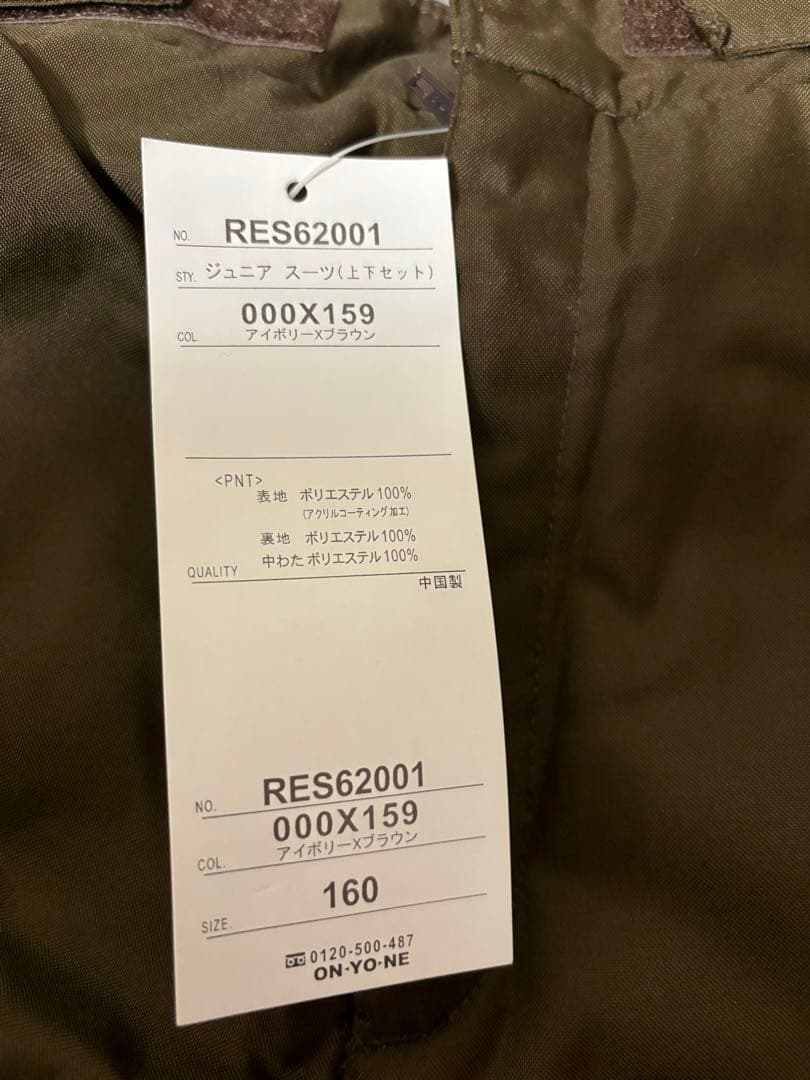 NO. RES62001
STY. ジュニア スーツ(上下セット)
000X159
COL. アイボリーXブラウン
<PNT>
表地 ポリエステル100%
(アクリルコーティング加工)
裏地 ポリエステル100%
中わた ポリエステル100%
QUALITY
中国製
NO. RES62001
000X159
COL. アイボリーXブラウン
SIZE. 160
0120-500-487
ON·YO·NE